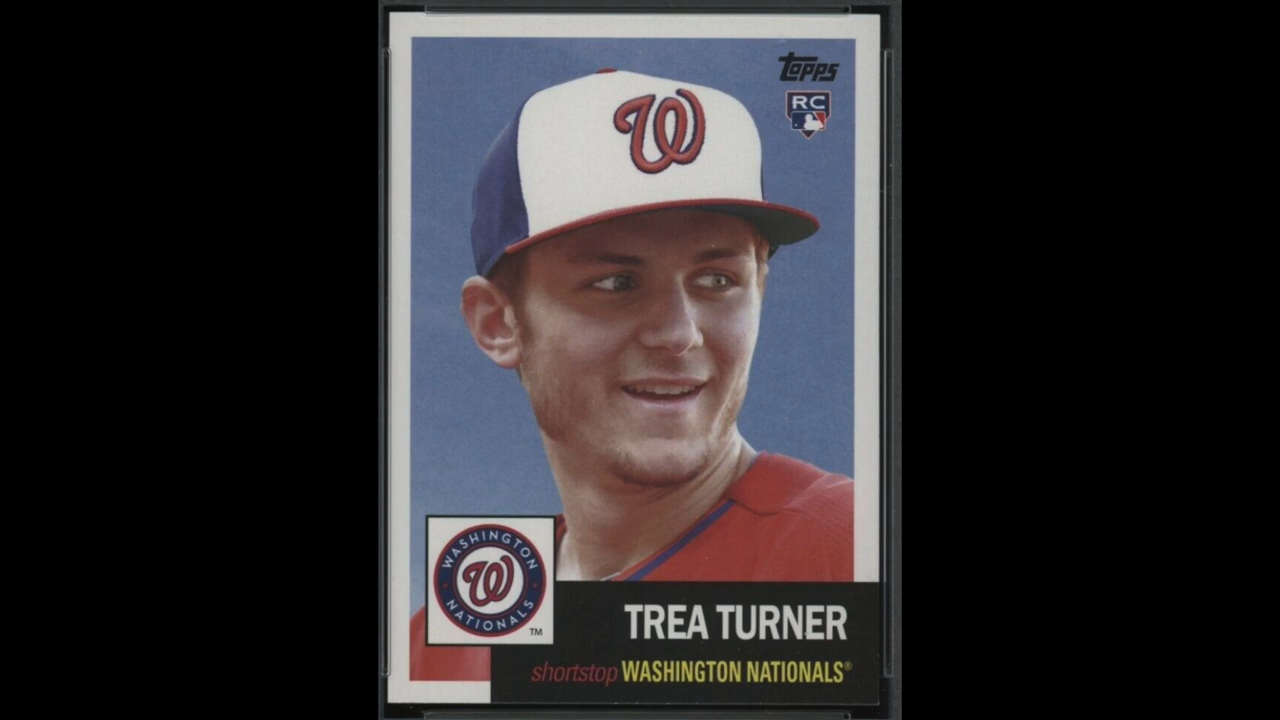 topps
RC
W
WASHINGTON
W
NATIONALS
TM
TREA TURNER
shortstop WASHINGTON NATIONALS®